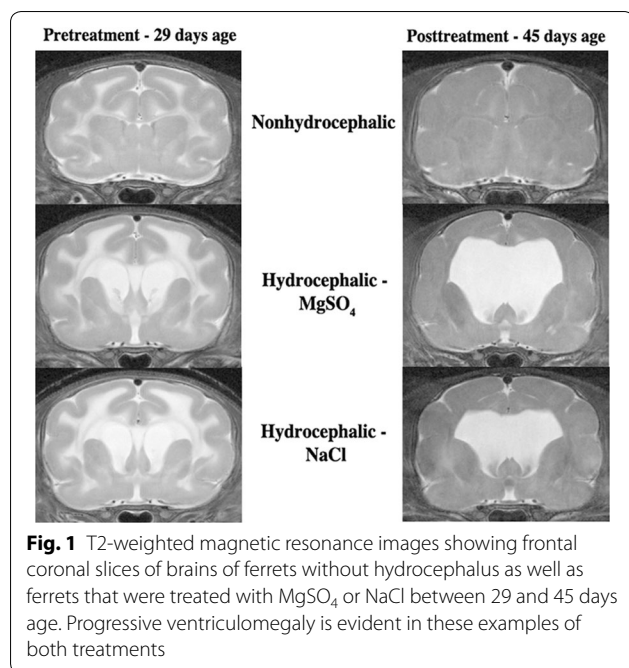 Pretreatment - 29 days age
Posttreatment - 45 days age
Nonhydrocephalic
Hydrocephalic -
MgSO₄
Hydrocephalic -
NaCl
Fig. 1 T2-weighted magnetic resonance images showing frontal
coronal slices of brains of ferrets without hydrocephalus as well as
ferrets that were treated with MgSO₄ or NaCl between 29 and 45 days
age. Progressive ventriculomegaly is evident in these examples of
both treatments